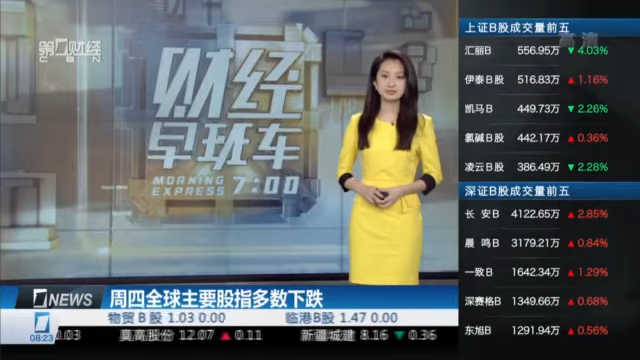 第一财经
CBN
财经
早班车
MORNING
EXPRESS 7:00
高清
上证B股成交量前五
汇丽B 556.95万 ▼4.03%
伊泰B股 516.83万 ▲1.16%
凯马B 449.73万 ▼2.26%
氯碱B股 442.17万 ▲0.36%
凌云B股 386.49万 ▼2.28%
深证B股成交量前五
长 安B 4122.65万 ▲2.85%
晨 鸣B 3179.21万 ▲0.84%
一致B 1642.34万 ▲1.29%
深赛格B 1349.66万 ▲0.68%
东旭B 1291.94万 ▲0.56%
NEWS 周四全球主要股指多数下跌
物贸B股 1.03 0.00 临港B股 1.47 0.00
08:23 0.03 莫高股份 12.07 ▲0.11 新疆城建 8.16 ▼0.36